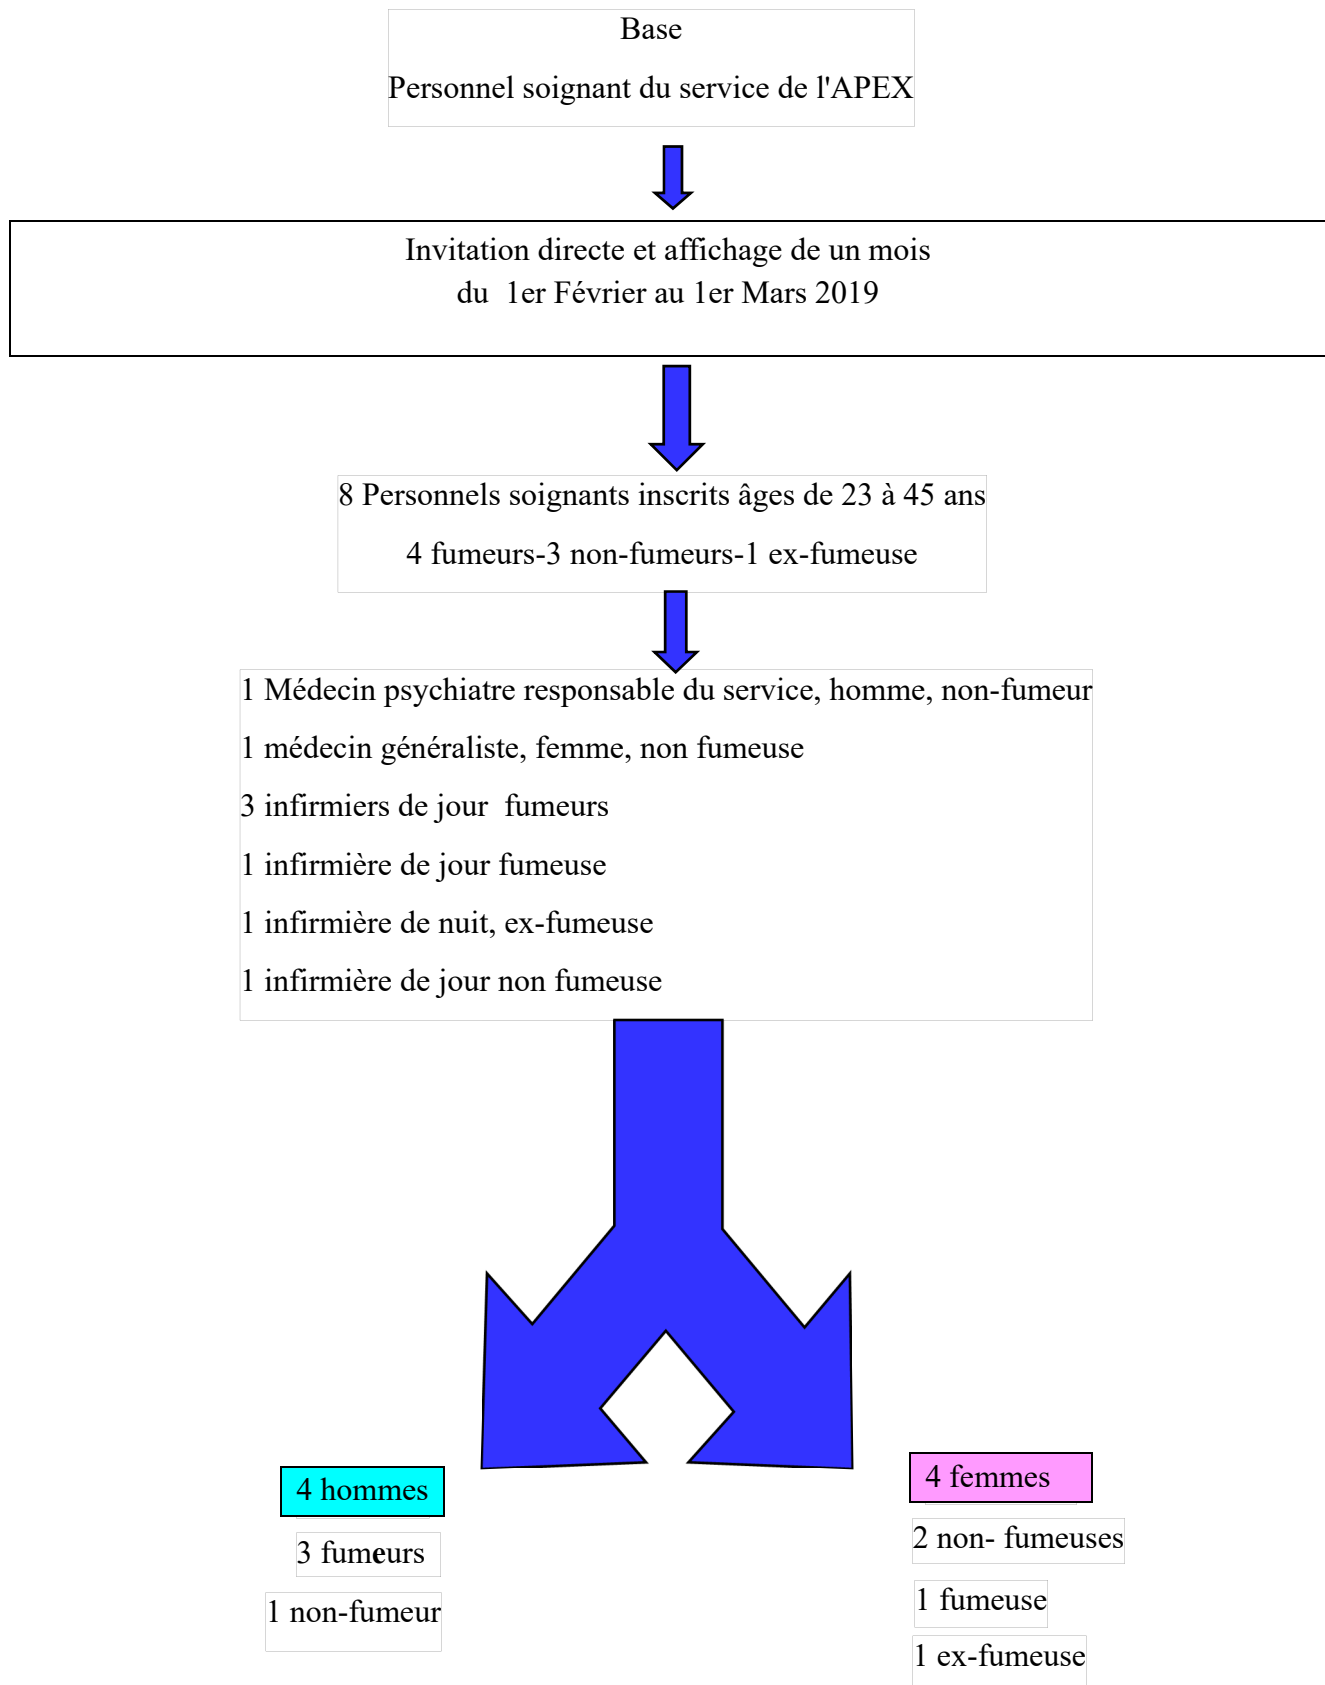 Base
Personnel soignant du service de l'APEX
Invitation directe et affichage de un mois
du  1er Février au 1er Mars 2019
8 Personnels soignants inscrits âges de 23 à 45 ans
4 fumeurs-3 non-fumeurs-1 ex-fumeuse
1 Médecin psychiatre responsable du service, homme, non-fumeur
1 médecin généraliste, femme, non fumeuse
3 infirmiers de jour  fumeurs
1 infirmière de jour fumeuse
1 infirmière de nuit, ex-fumeuse
1 infirmière de jour non fumeuse
4 hommes
3 fumeurs
1 non-fumeur
4 femmes
2 non- fumeuses
1 fumeuse
1 ex-fumeuse